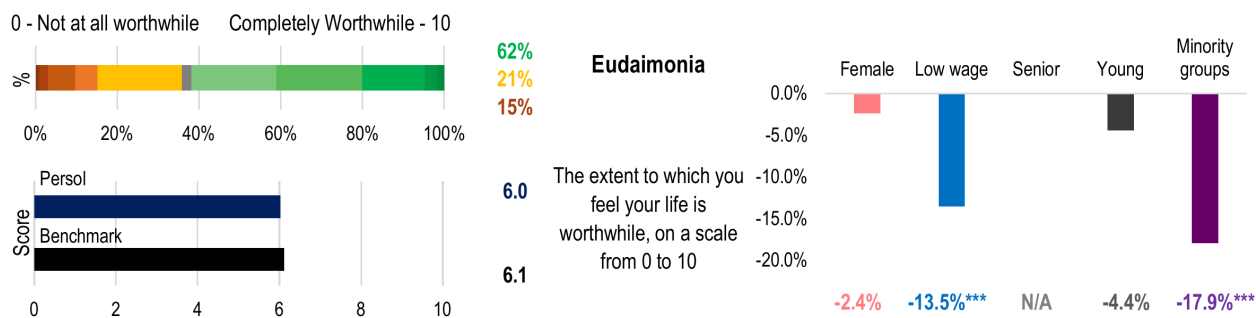 0 - Not at all worthwhile Completely Worthwhile - 10
%
0% 20% 40% 60% 80% 100%
62%
21%
15%
Score
Persol
Benchmark
0 2 4 6 8 10
6.0
6.1
Eudaimonia
The extent to which you
feel your life is
worthwhile, on a scale
from 0 to 10
Female Low wage Senior Young Minority
groups
0.0%
-5.0%
-10.0%
-15.0%
-20.0%
-2.4% -13.5%*** N/A -4.4% -17.9%***